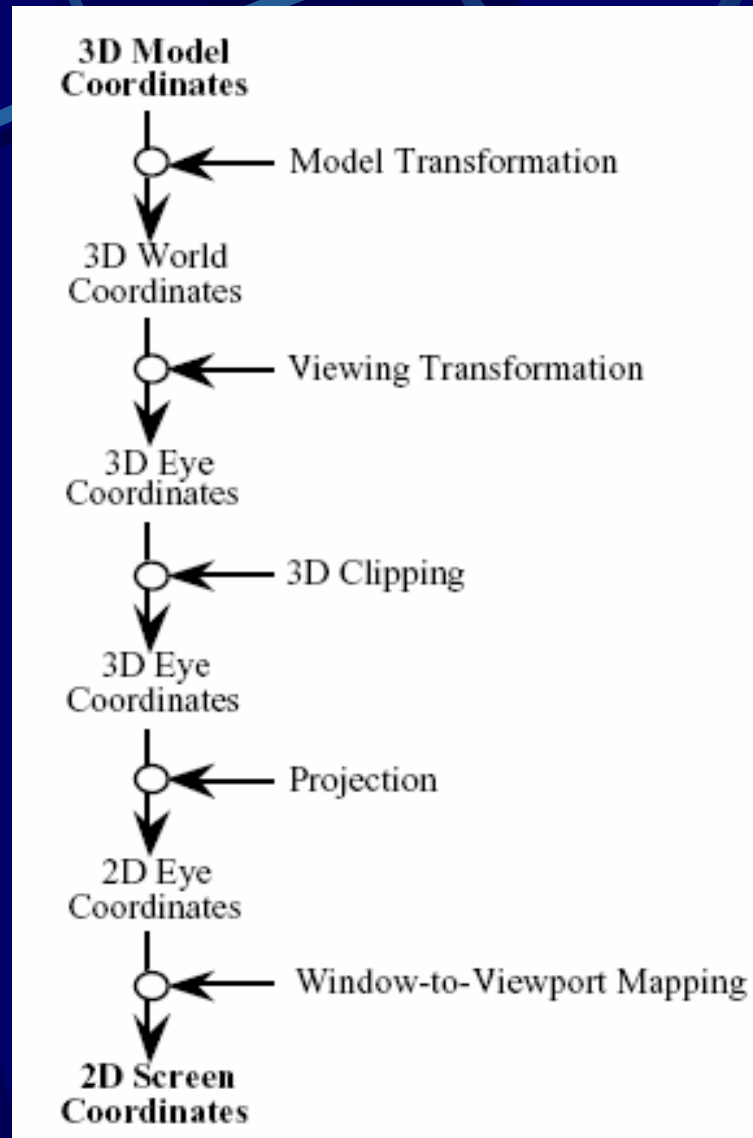 3D Model
Coordinates
Model Transformation
3D World
Coordinates
Viewing Transformation
3D Eye
Coordinates
3D Clipping
3D Eye
Coordinates
Projection
2D Eye
Coordinates
Window-to-Viewport Mapping
2D Screen
Coordinates